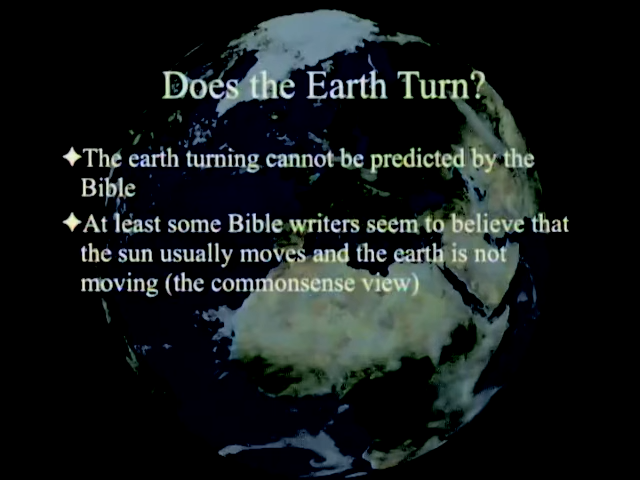 Does the Earth Turn?
✦The earth turning cannot be predicted by the
Bible
✦At least some Bible writers seem to believe that
the sun usually moves and the earth is not
moving (the commonsense view)